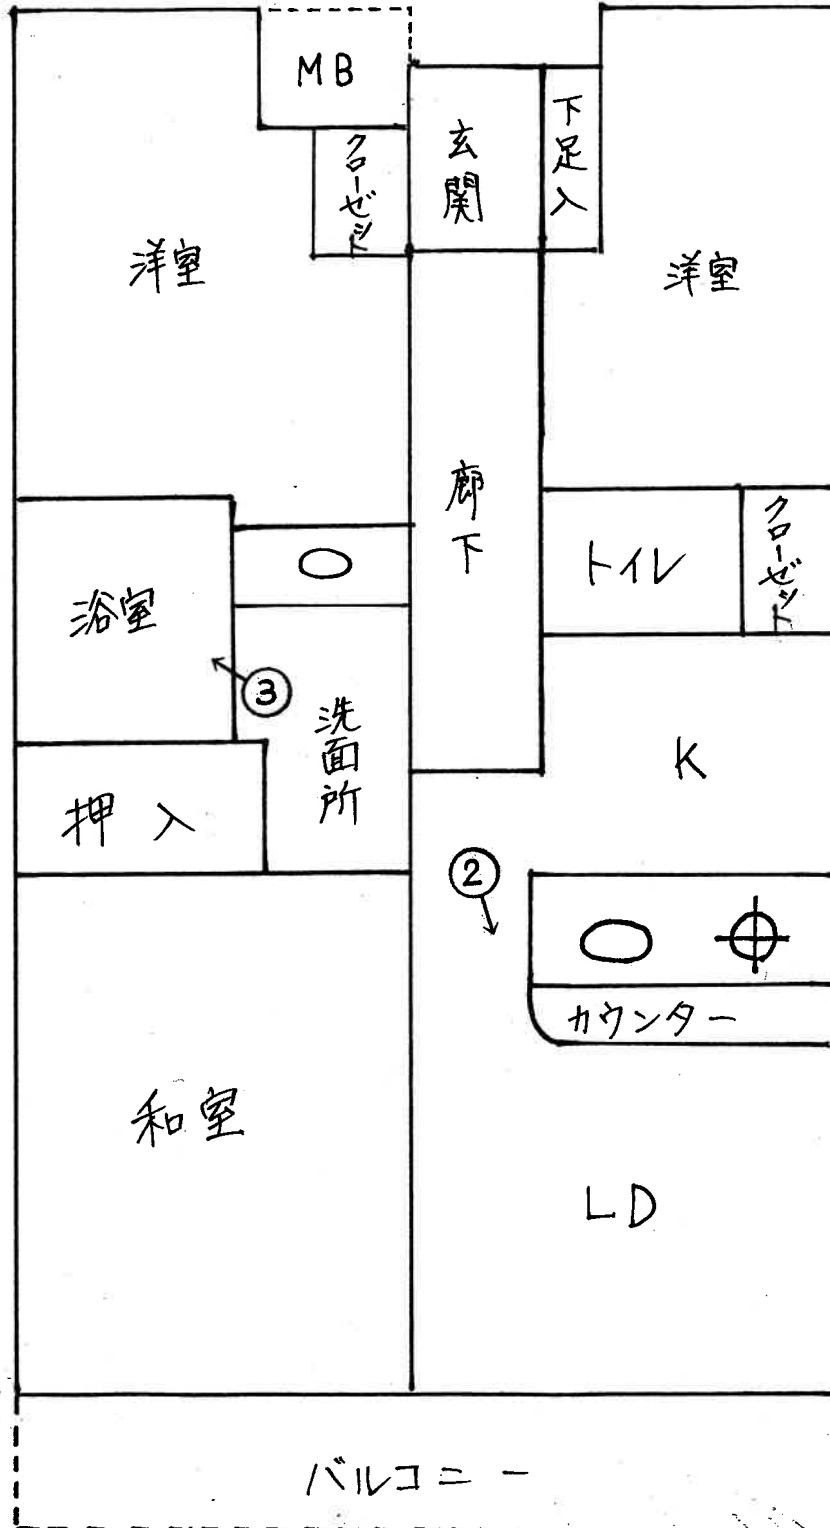 MB
クローゼット
玄関
下足入
洋室
洋室
廊下
トイレ
クローゼット
浴室
③
洗面所
K
押入
②
カウンター
和室
LD
バルコニー